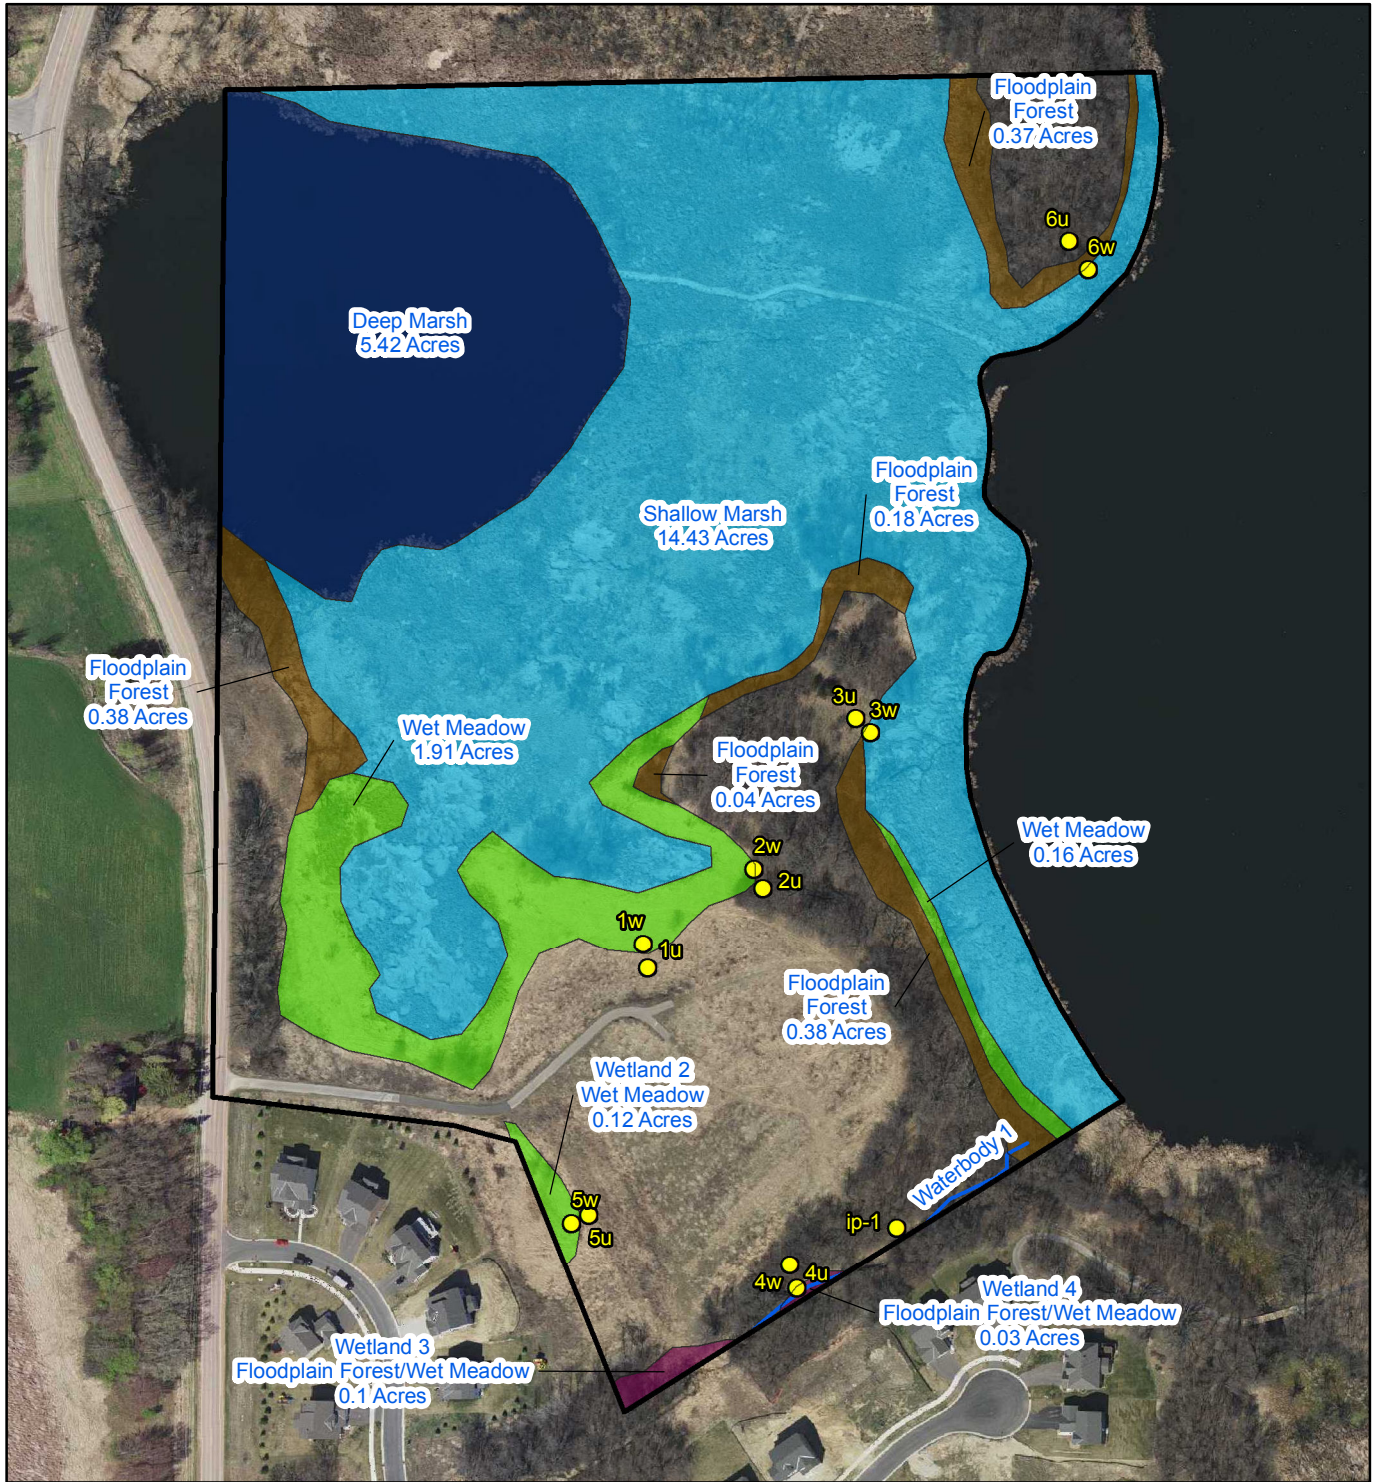 Floodplain
Forest
0.37 Acres
6u
6w
Deep Marsh
5.42 Acres
Floodplain
Forest
0.18 Acres
Shallow Marsh
14.43 Acres
Floodplain
Forest
0.38 Acres
3u
3w
Wet Meadow
1.91 Acres
Floodplain
Forest
0.04 Acres
Wet Meadow
0.16 Acres
2w
2u
1w
1u
Floodplain
Forest
0.38 Acres
Wetland 2
Wet Meadow
0.12 Acres
Waterbody 1
5w
5u
ip-1
4w
4u
Wetland 4
Floodplain Forest/Wet Meadow
0.03 Acres
Wetland 3
Floodplain Forest/Wet Meadow
0.1 Acres